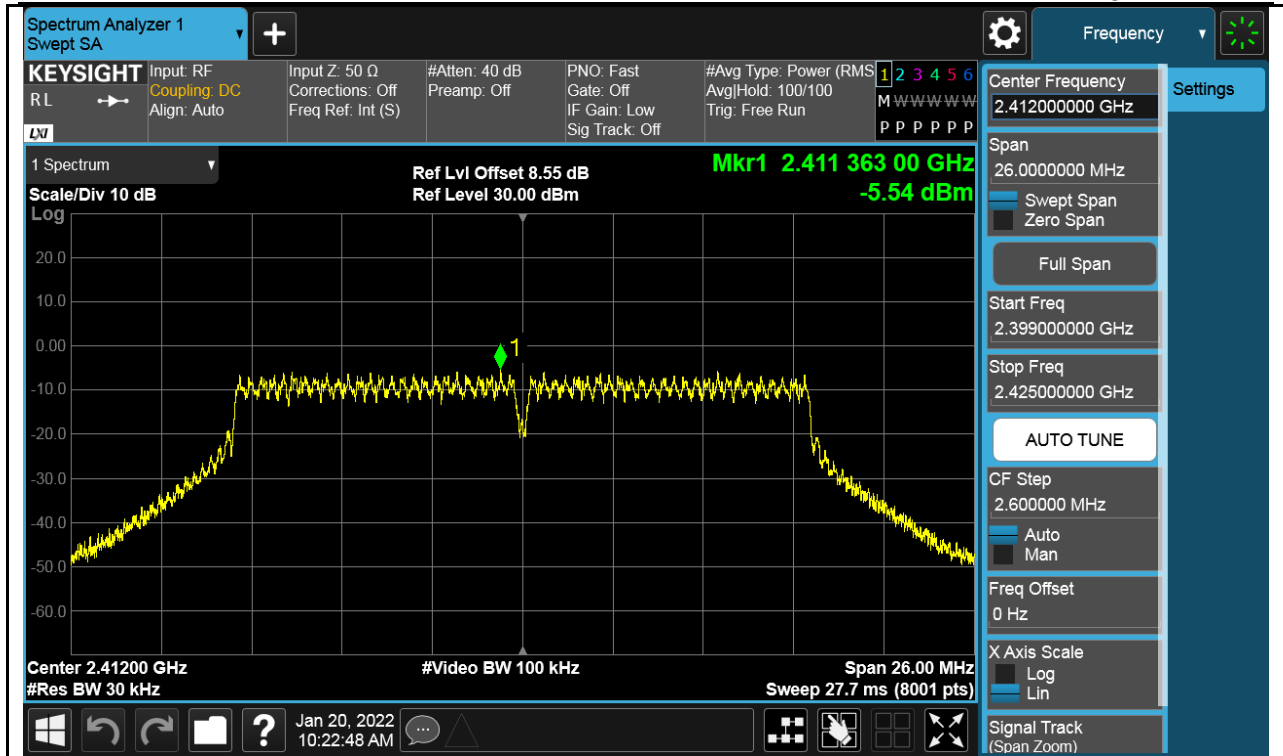 Spectrum Analyzer 1
Swept SA
+
Frequency
KEYSIGHT
RL
LXI
Input: RF
Coupling: DC
Align: Auto
Input Z: 50 Ω
Corrections: Off
Freq Ref: Int (S)
#Atten: 40 dB
Preamp: Off
PNO: Fast
Gate: Off
IF Gain: Low
Sig Track: Off
#Avg Type: Power (RMS
Avg|Hold: 100/100
Trig: Free Run
1 2 3 4 5 6
M W W W W W
P P P P P P
1 Spectrum
Scale/Div 10 dB
Ref Lvl Offset 8.55 dB
Ref Level 30.00 dBm
Mkr1 2.411 363 00 GHz
-5.54 dBm
Log
20.0
10.0
0.00
-10.0
-20.0
-30.0
-40.0
-50.0
-60.0
1
Center 2.41200 GHz
#Res BW 30 kHz
#Video BW 100 kHz
Span 26.00 MHz
Sweep 27.7 ms (8001 pts)
?
Jan 20, 2022
10:22:48 AM
Center Frequency
2.412000000 GHz
Settings
Span
26.0000000 MHz
Swept Span
Zero Span
Full Span
Start Freq
2.399000000 GHz
Stop Freq
2.425000000 GHz
AUTO TUNE
CF Step
2.600000 MHz
Auto
Man
Freq Offset
0 Hz
X Axis Scale
Log
Lin
Signal Track
(Span Zoom)